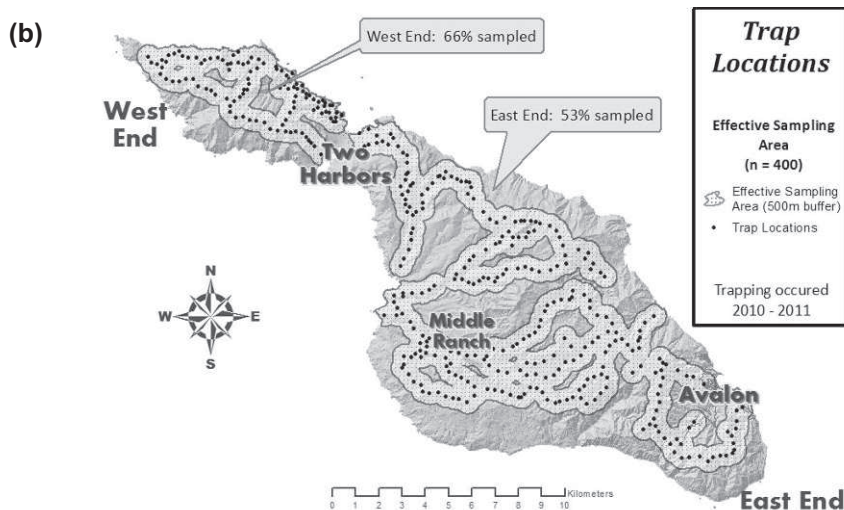 (b)
West End: 66% sampled
East End: 53% sampled
West
End
Two
Harbors
Middle
Ranch
Avalon
East End
N
W
E
S
0 1 2 3 4 5 6 7 8 9 10
Kilometers
Trap
Locations
Effective Sampling
Area
(n = 400)
Effective Sampling
Area (500m buffer)
Trap Locations
Trapping occured
2010 - 2011